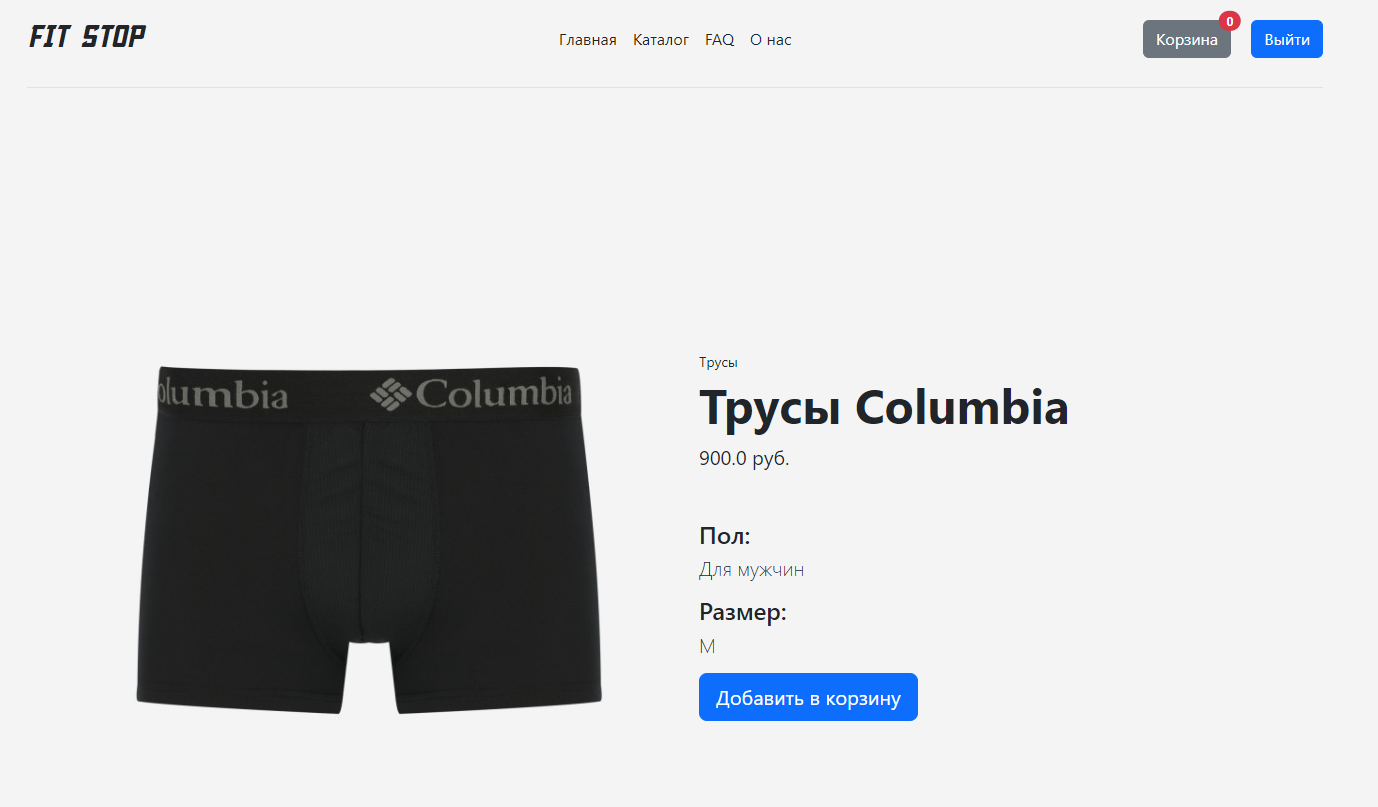 FIT STOP
Главная Каталог FAQ О нас
Корзина 0 Выйти
olumbia Columbia
Трусы
Трусы Columbia
900.0 руб.
Пол:
Для мужчин
Размер:
M
Добавить в корзину